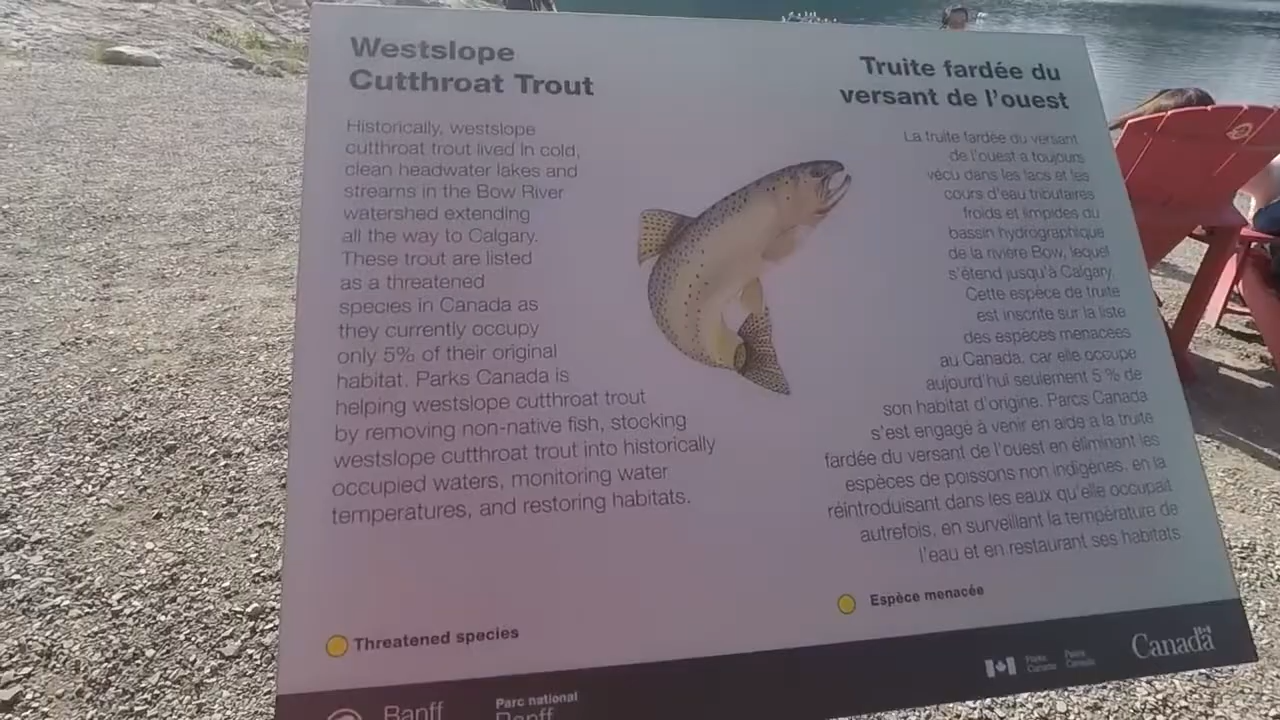 Westslope
Cutthroat Trout
Historically, westslope
cutthroat trout lived in cold,
clean headwater lakes and
streams in the Bow River
watershed extending
all the way to Calgary.
These trout are listed
as a threatened
species in Canada as
they currently occupy
only 5% of their original
habitat. Parks Canada is
helping westslope cutthroat trout
by removing non-native fish, stocking
westslope cutthroat trout into historically
occupied waters, monitoring water
temperatures, and restoring habitats.
Threatened species
Truite fardée du
versant de l'ouest
La truite fardée du versant
de l'ouest a toujours
vécu dans les lacs et les
cours d'eau tributaires
froids et limpides du
bassin hydrographique
de la rivière Bow, lequel
s'étend jusqu'à Calgary.
Cette espèce de truite
est inscrite sur la liste
des espèces menacées
au Canada, car elle occupe
aujourd'hui seulement 5 % de
son habitat d'origine. Parcs Canada
s'est engagé à venir en aide à la truite
fardée du versant de l'ouest en éliminant les
espèces de poissons non indigènes, en la
réintroduisant dans les eaux qu'elle occupait
autrefois, en surveillant la température de
l'eau et en restaurant ses habitats.
Espèce menacée
Banff
Parc national
Banff
Parks
Canada
Parcs
Canada
Canada